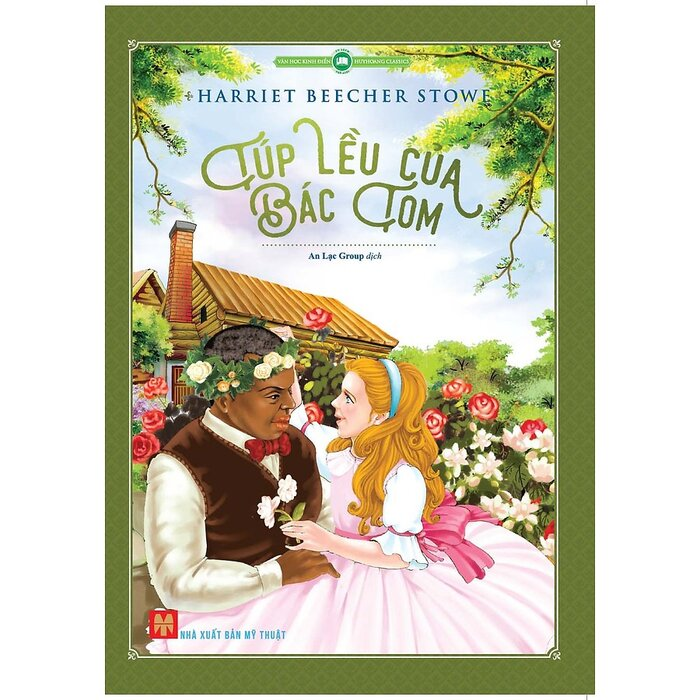 VĂN HỌC KINH ĐIỂN HUYHOANG CLASSICS
HARRIET BEECHER STOWE
TÚP LỀU CỦA
BÁC TOM
An Lạc Group dịch
NHÀ XUẤT BẢN MỸ THUẬT